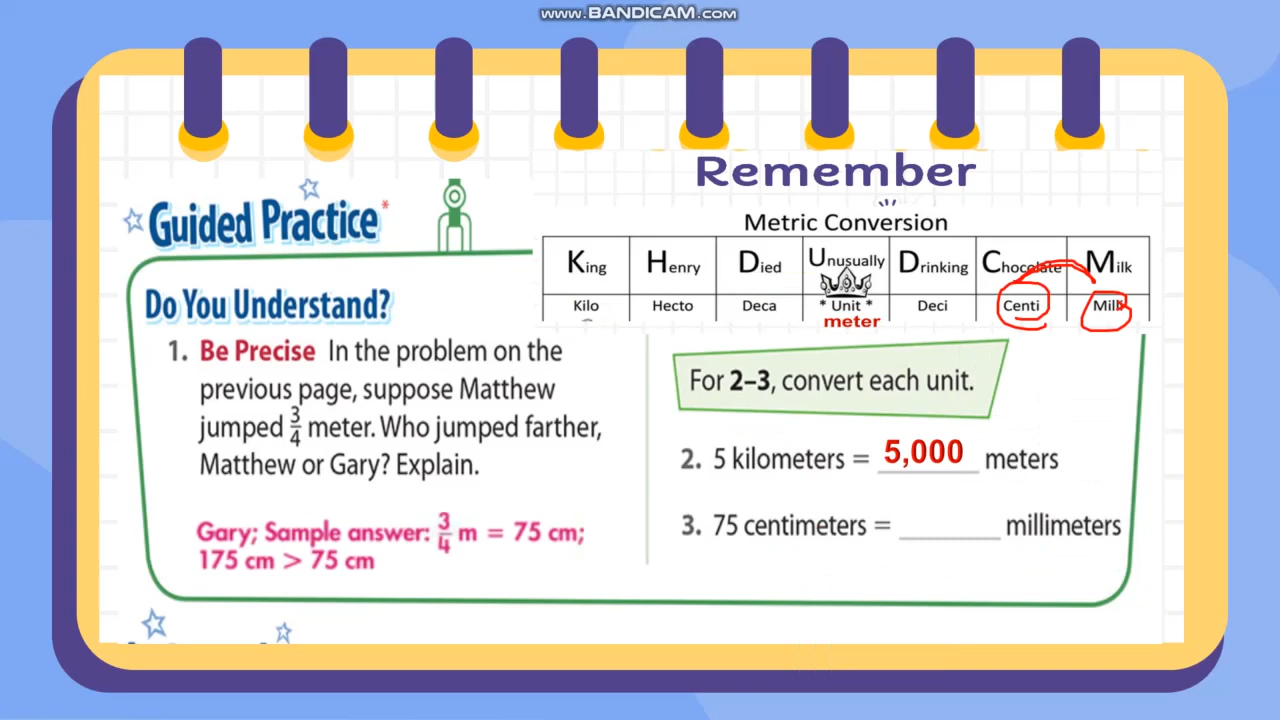 www.BANDICAM.com
Remember
Metric Conversion
King Henry Died Unusually Drinking Chocolate Milk
Kilo Hecto Deca * Unit * Deci Centi Milli
meter
Guided Practice*
Do You Understand?
1. Be Precise In the problem on the
previous page, suppose Matthew
jumped 3/4 meter. Who jumped farther,
Matthew or Gary? Explain.
Gary; Sample answer: 3/4 m = 75 cm;
175 cm > 75 cm
For 2–3, convert each unit.
2. 5 kilometers = 5,000 meters
3. 75 centimeters = ________ millimeters